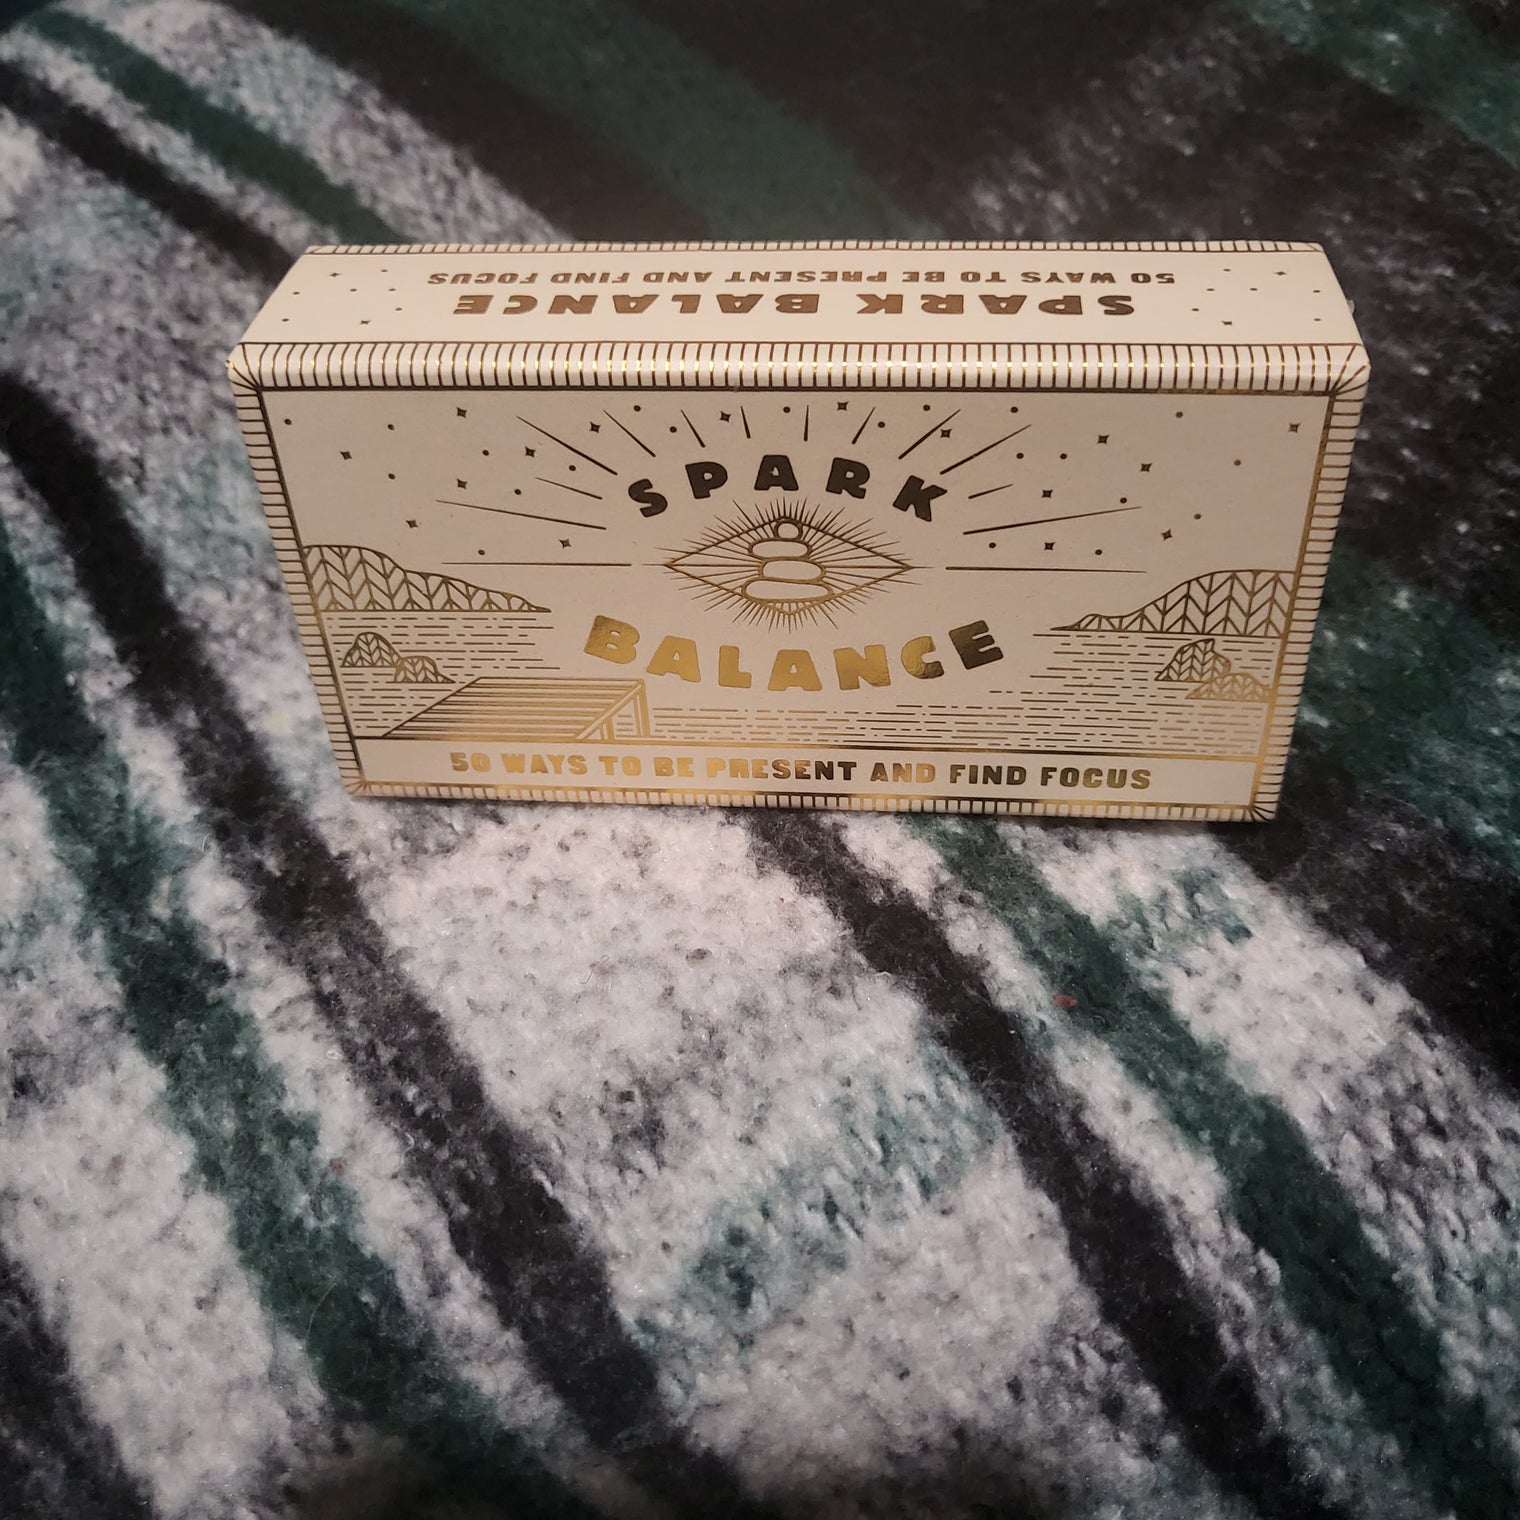 50 WAYS TO BE PRESENT AND FIND FOCUS
SPARK BALANCE
SPARK
BALANCE
50 WAYS TO BE PRESENT AND FIND FOCUS